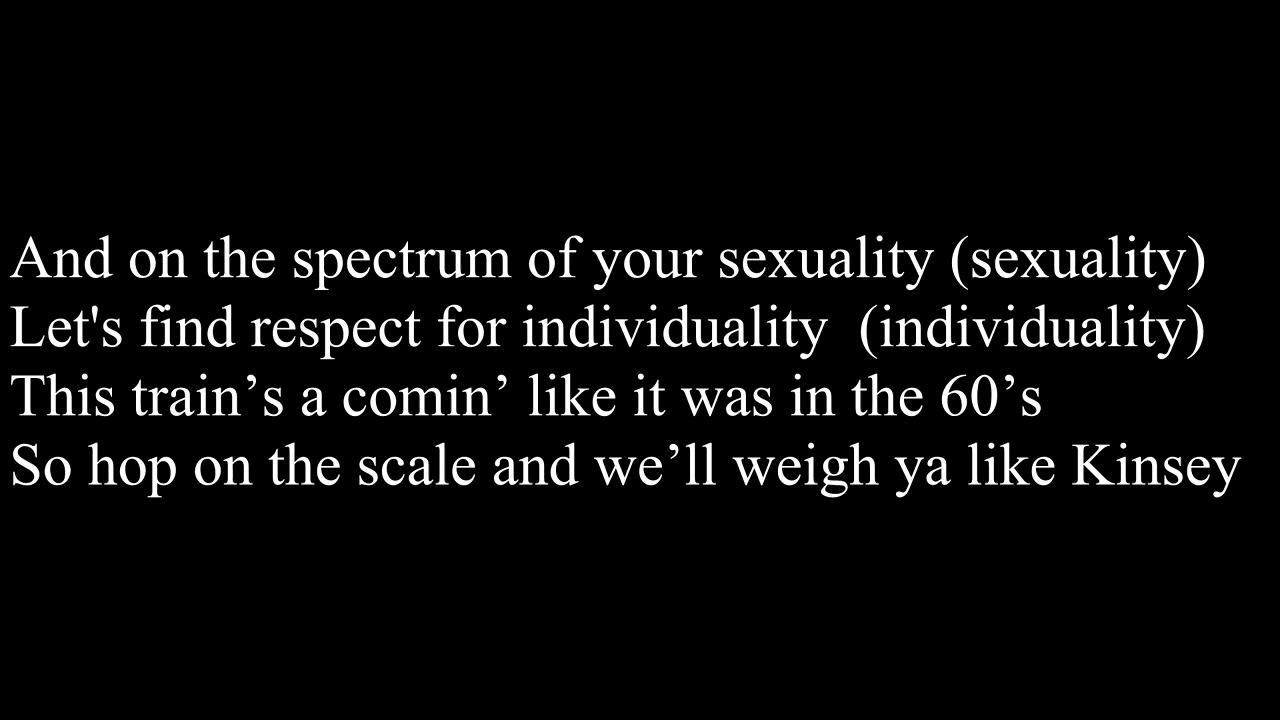 And on the spectrum of your sexuality (sexuality)
Let's find respect for individuality  (individuality)
This train’s a comin’ like it was in the 60’s
So hop on the scale and we’ll weigh ya like Kinsey